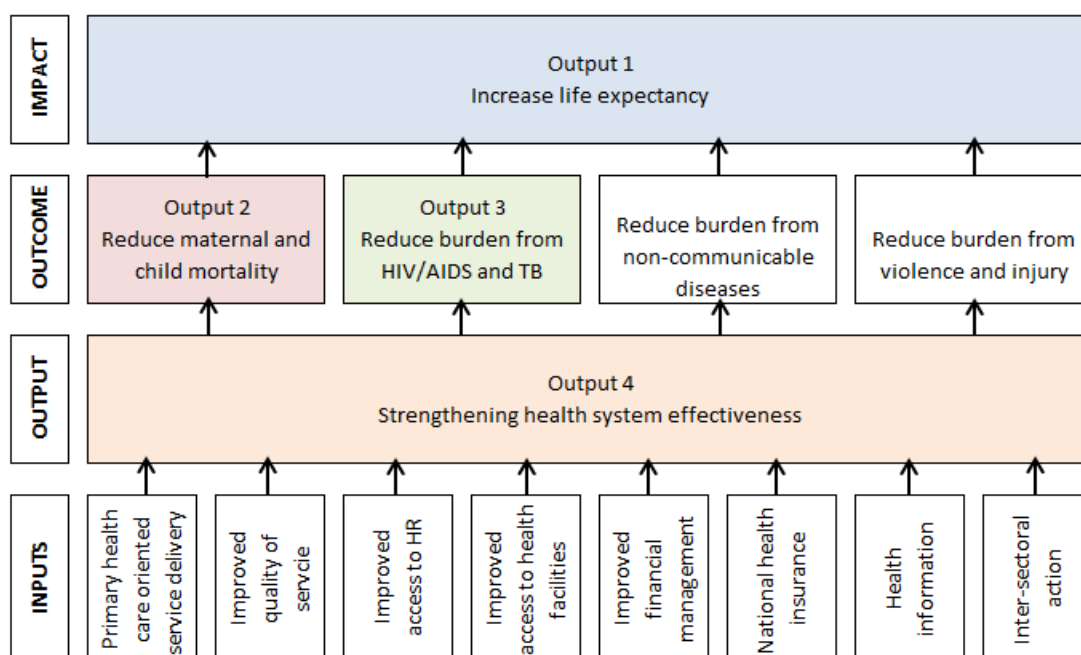 IMPACT
Output 1
Increase life expectancy
OUTCOME
Output 2
Reduce maternal and
child mortality
Output 3
Reduce burden from
HIV/AIDS and TB
Reduce burden from
non-communicable
diseases
Reduce burden from
violence and injury
OUTPUT
Output 4
Strengthening health system effectiveness
INPUTS
Primary health
care oriented
service delivery
Improved
quality of
servcie
Improved
access to HR
Improved
access to health
facilities
Improved
financial
management
National health
insurance
Health
information
Inter-sectoral
action